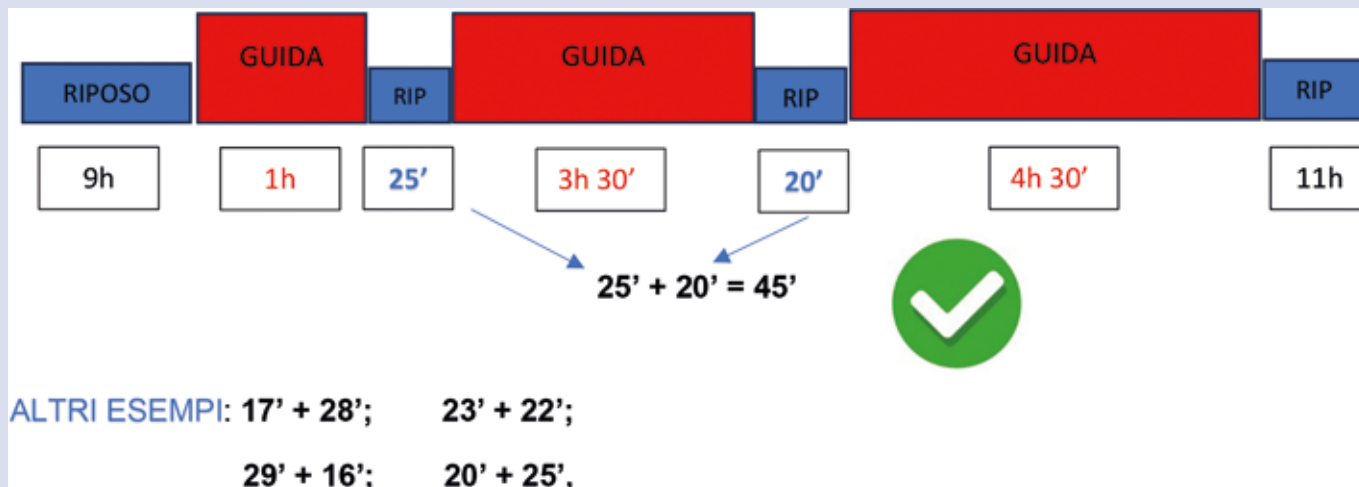 GUIDA GUIDA GUIDA
RIPOSO RIP RIP RIP
9h 1h 25’ 3h 30’ 20’ 4h 30’ 11h
25’ + 20’ = 45’
ALTRI ESEMPI: 17’ + 28’; 23’ + 22’;
29’ + 16’; 20’ + 25’,